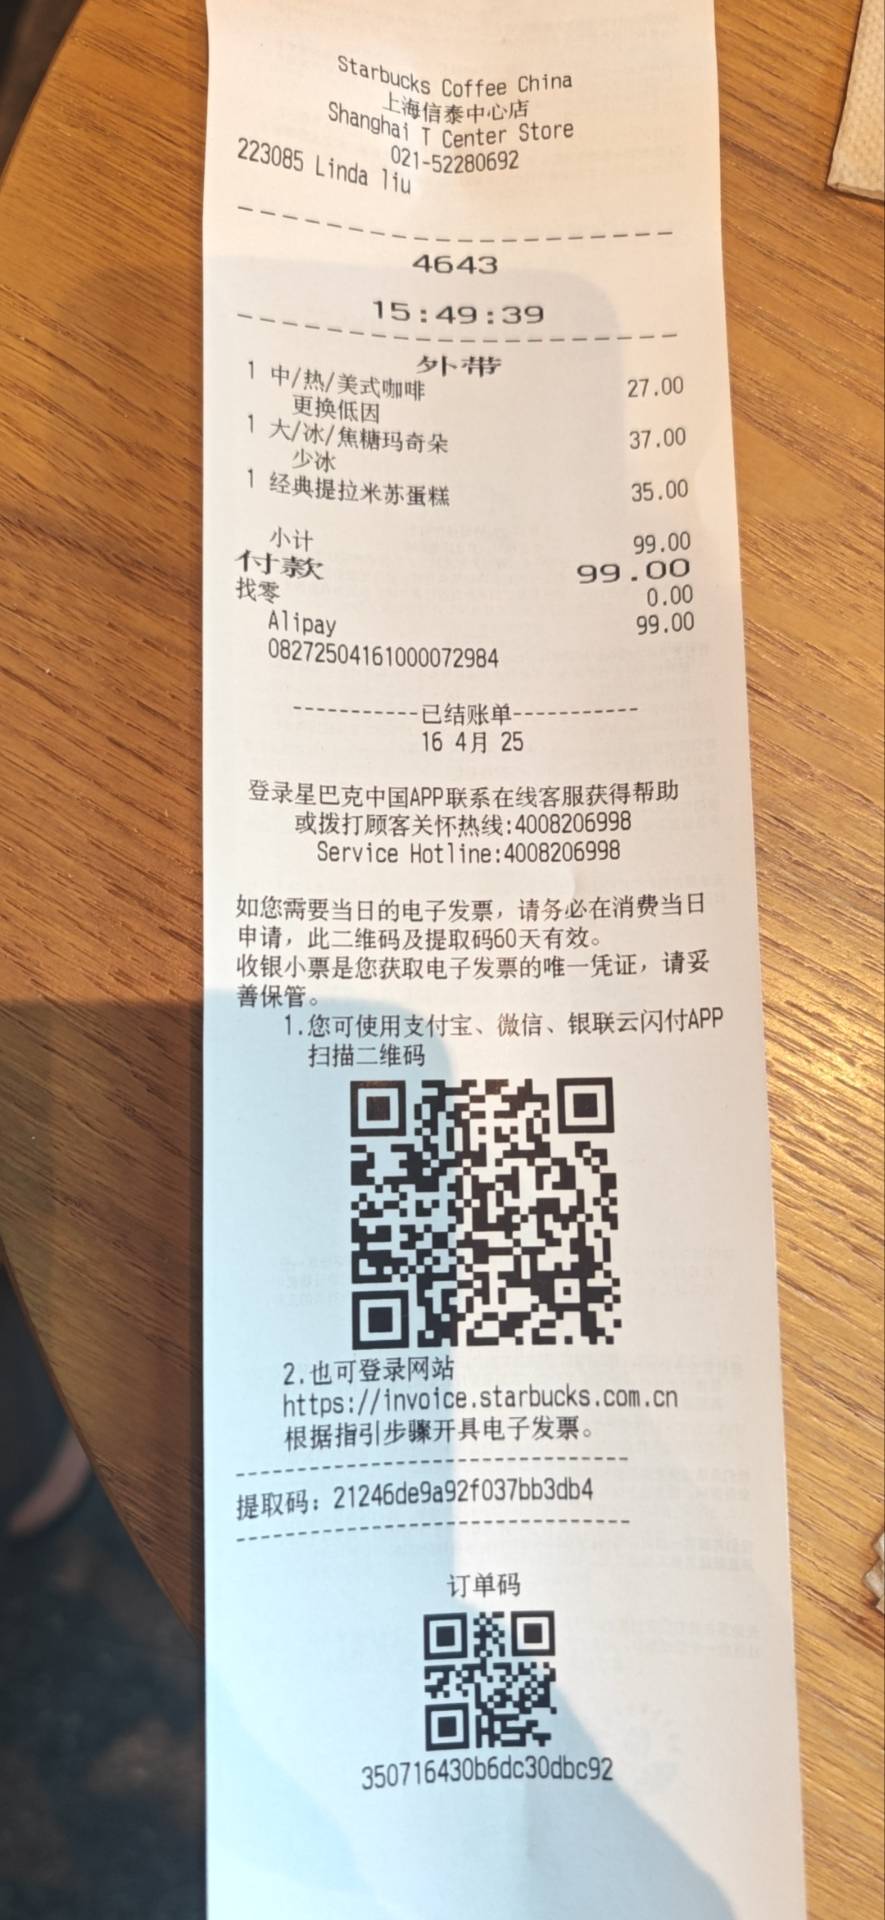 Starbucks Coffee China
上海信泰中心店
Shanghai T Center Store
021-52280692
223085 Linda liu
4643
15:49:39
外带
1 中/热/美式咖啡 27.00
更换低因
1 大/冰/焦糖玛奇朵 37.00
少冰
1 经典提拉米苏蛋糕 35.00
小计 99.00
付款 99.00
找零 0.00
Alipay 99.00
08272504161000072984
-----------已结账单-----------
16 4月 25
登录星巴克中国APP联系在线客服获得帮助
或拨打顾客关怀热线:4008206998
Service Hotline:4008206998
如您需要当日的电子发票，请务必在消费当日
申请，此二维码及提取码60天有效。
收银小票是您获取电子发票的唯一凭证，请妥
善保管。
1.您可使用支付宝、微信、银联云闪付APP
扫描二维码
2.也可登录网站
https://invoice.starbucks.com.cn
根据指引步骤开具电子发票。
提取码：21246de9a92f037bb3db4
订单码
350716430b6dc30dbc92